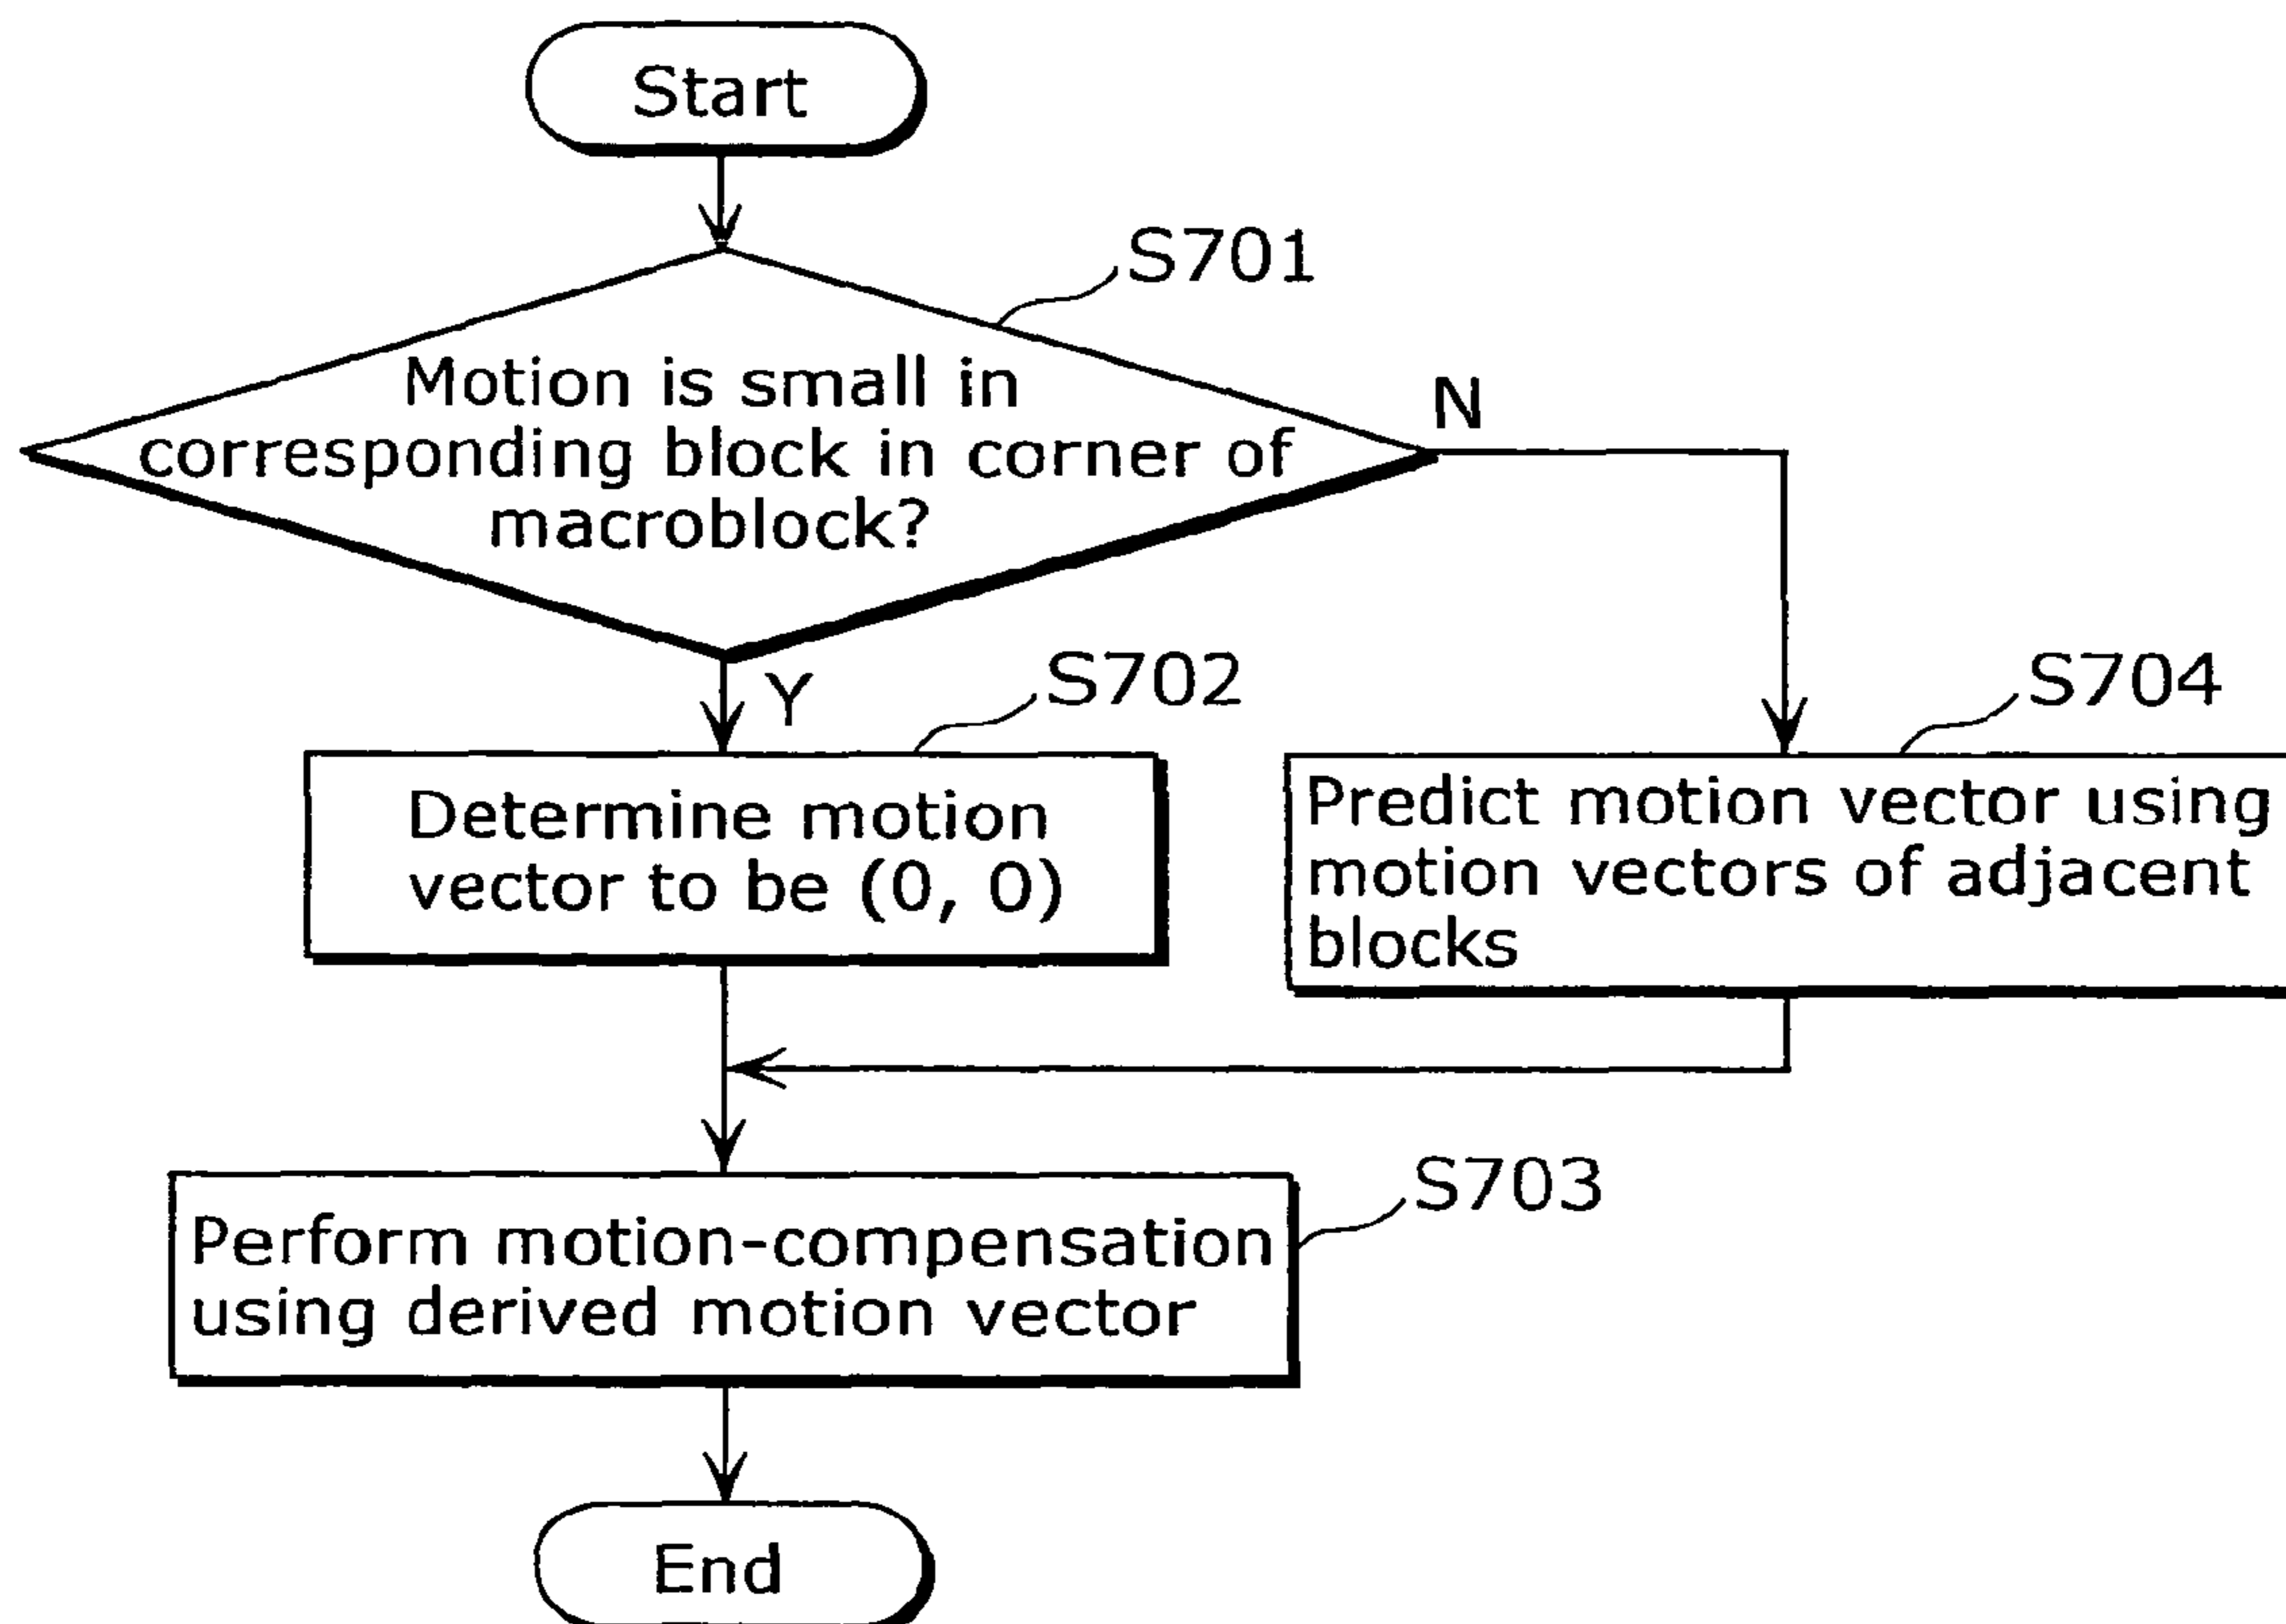 Start
S701
Motion is small in
corresponding block in corner of
macroblock?
N
Y
S702
Determine motion
vector to be (0, 0)
S704
Predict motion vector using
motion vectors of adjacent
blocks
S703
Perform motion-compensation
using derived motion vector
End